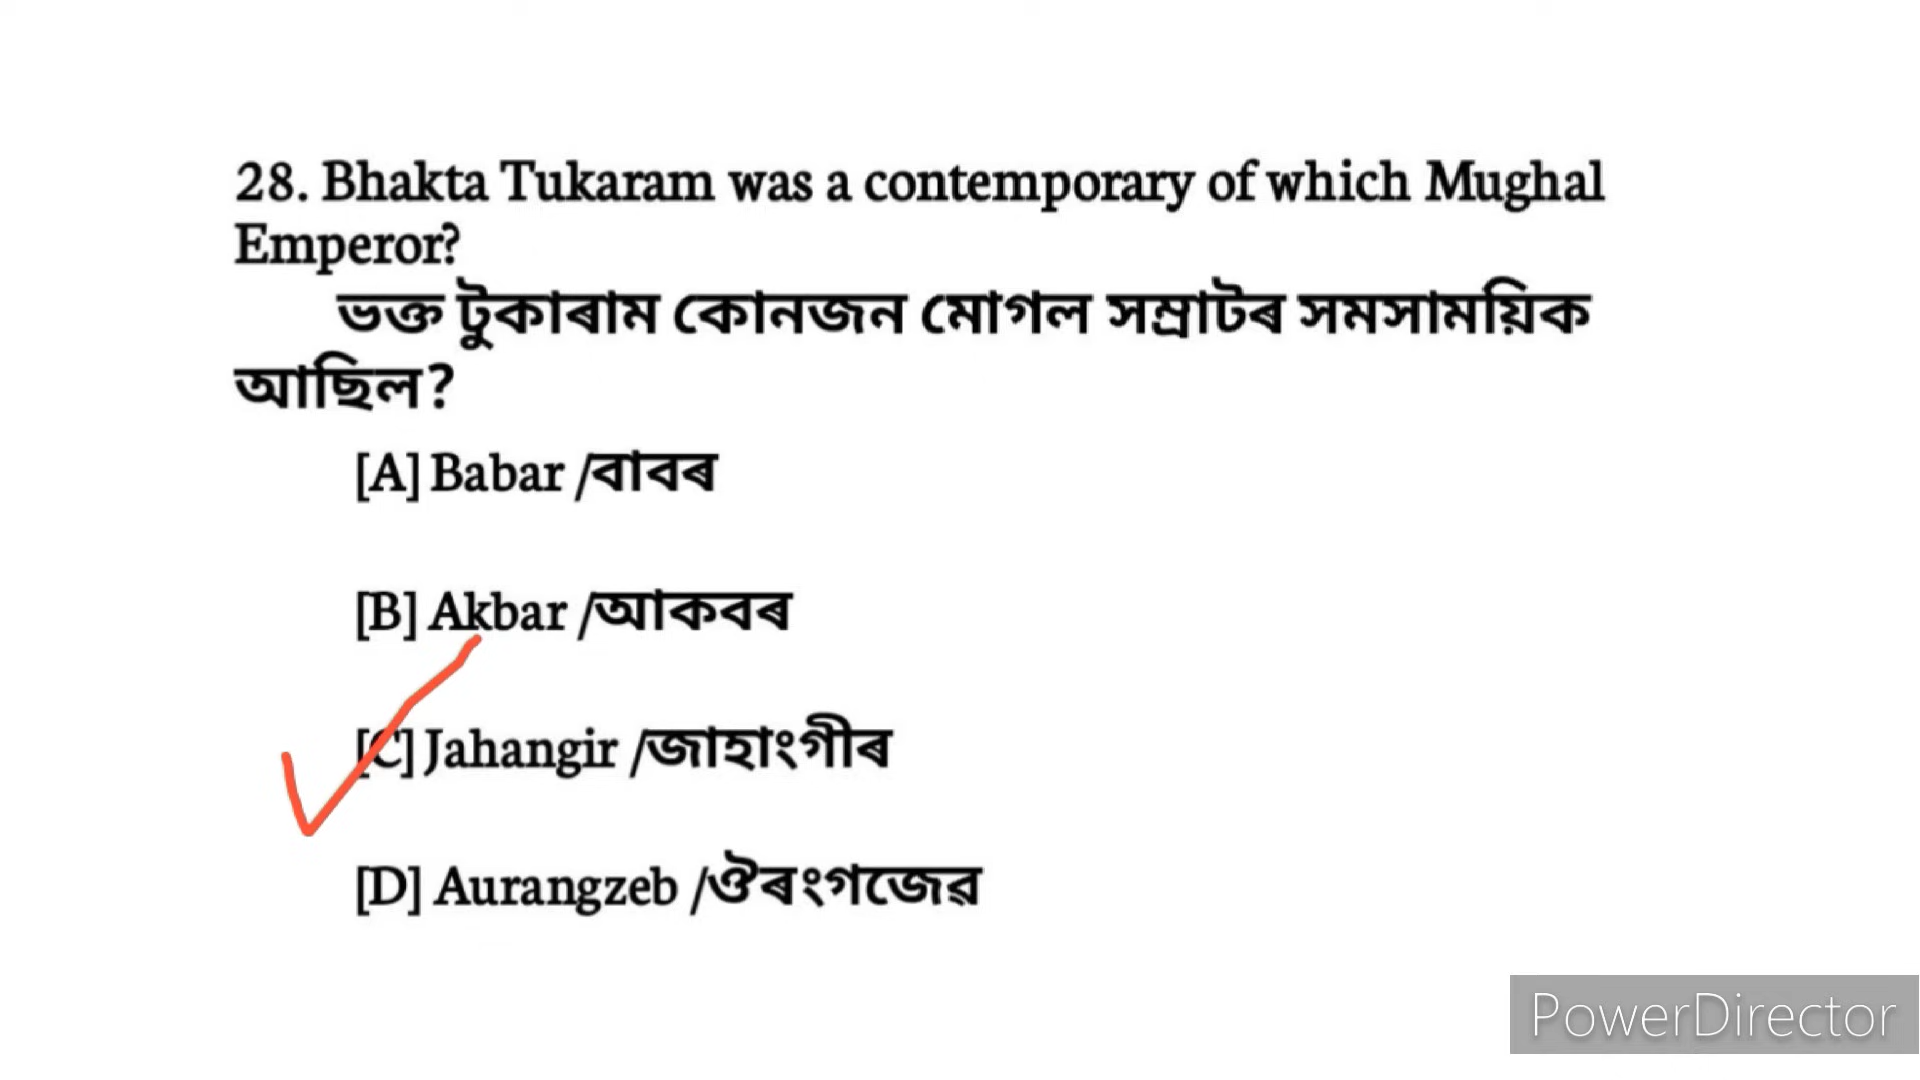 28. Bhakta Tukaram was a contemporary of which Mughal
Emperor?
ভক্ত টুকাৰাম কোনজন মোগল সম্ৰাটৰ সমসাময়িক
আছিল?
[A] Babar /বাবৰ
[B] Akbar /আকবৰ
[C] Jahangir /জাহাংগীৰ
[D] Aurangzeb /ঔৰংগজেৱ
PowerDirector